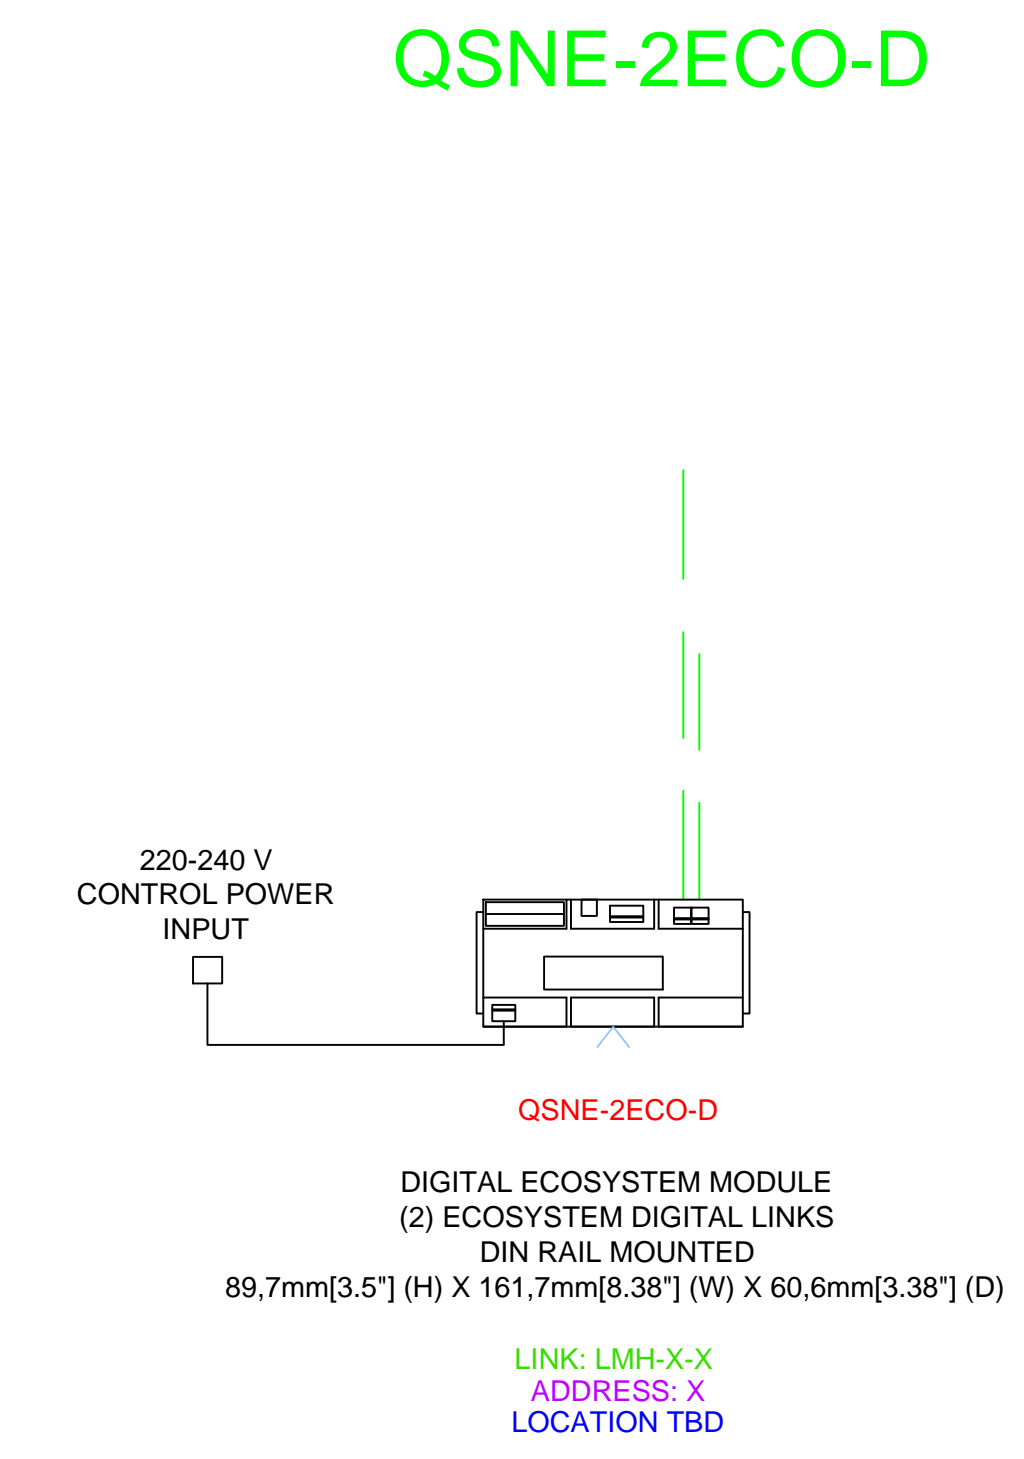 QSNE-2ECO-D
220-240 V
CONTROL POWER
INPUT
QSNE-2ECO-D
DIGITAL ECOSYSTEM MODULE
(2) ECOSYSTEM DIGITAL LINKS
DIN RAIL MOUNTED
89,7mm[3.5"] (H) X 161,7mm[8.38"] (W) X 60,6mm[3.38"] (D)
LINK: LMH-X-X
ADDRESS: X
LOCATION TBD